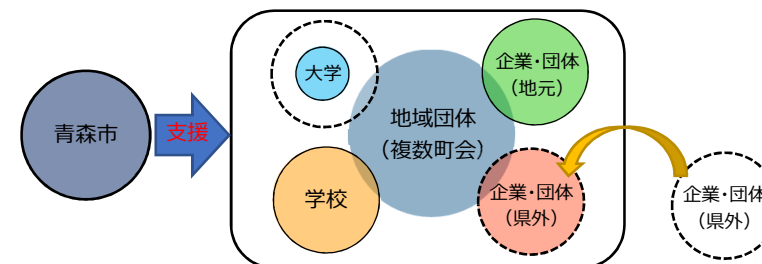 青森市
支援
大学
企業・団体
（地元）
地域団体
（複数町会）
学校
企業・団体
（県外）
企業・団体
（県外）